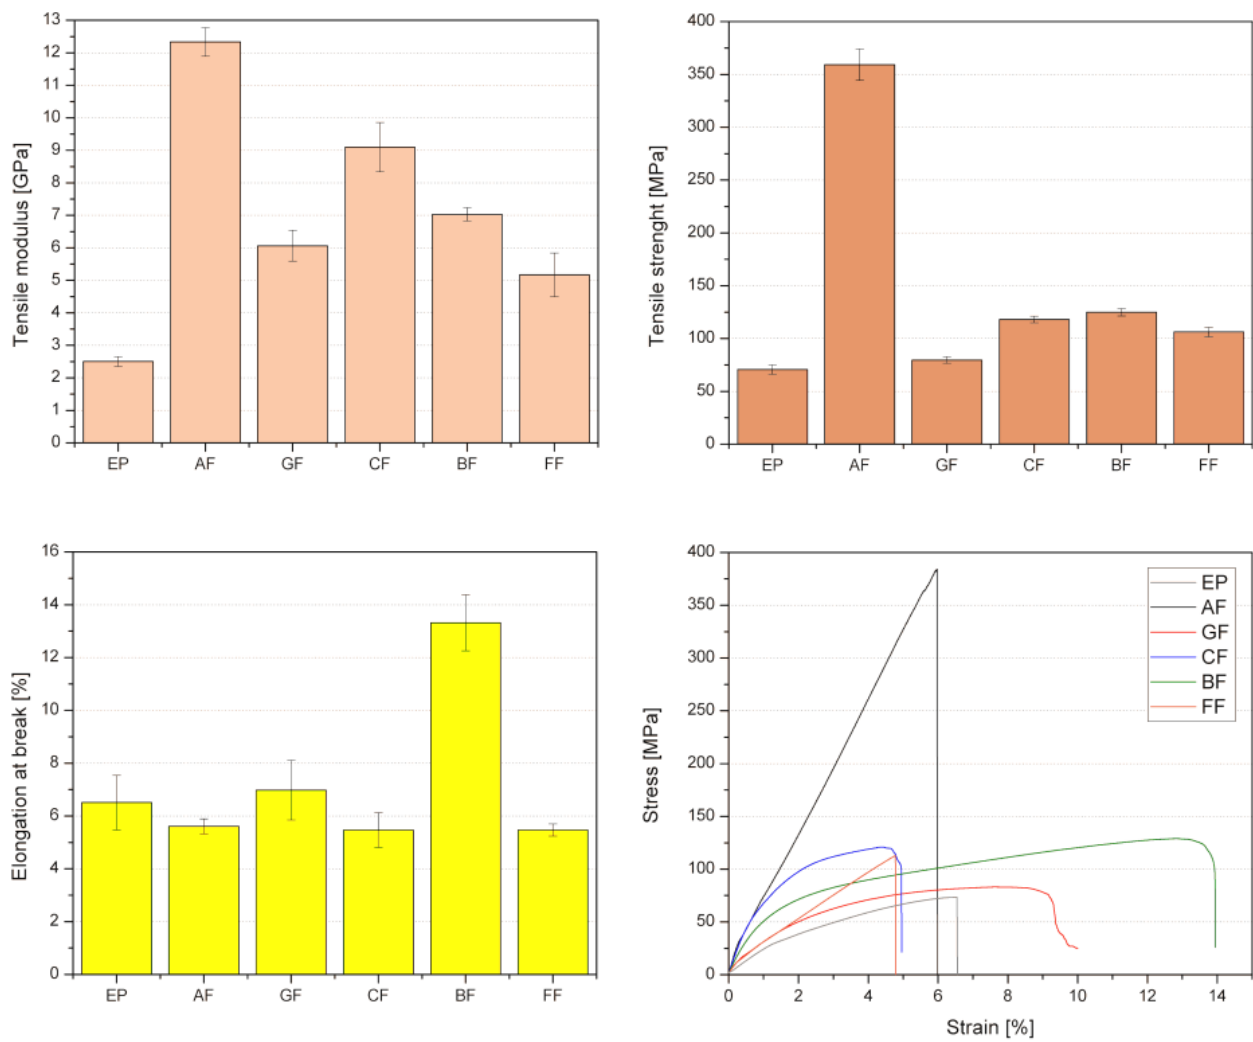 Tensile modulus [GPa]
13
12
11
10
9
8
7
6
5
4
3
2
1
0
EP AF GF CF BF FF
Tensile strenght [MPa]
400
350
300
250
200
150
100
50
0
EP AF GF CF BF FF
Elongation at break [%]
16
14
12
10
8
6
4
2
0
EP AF GF CF BF FF
Stress [MPa]
400
350
300
250
200
150
100
50
0
EP
AF
GF
CF
BF
FF
0 2 4 6 8 10 12 14
Strain [%]